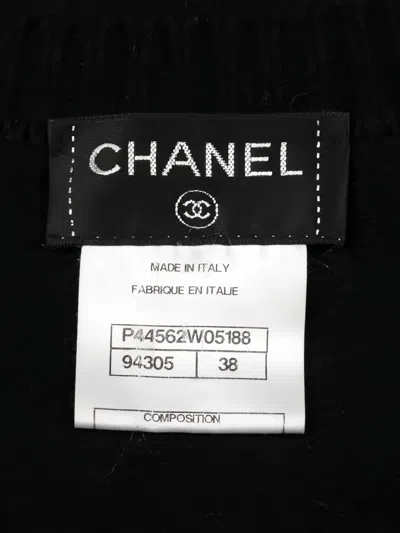 CHANEL
MADE IN ITALY
FABRIQUE EN ITALIE
P44562W05188
94305 38
COMPOSITION